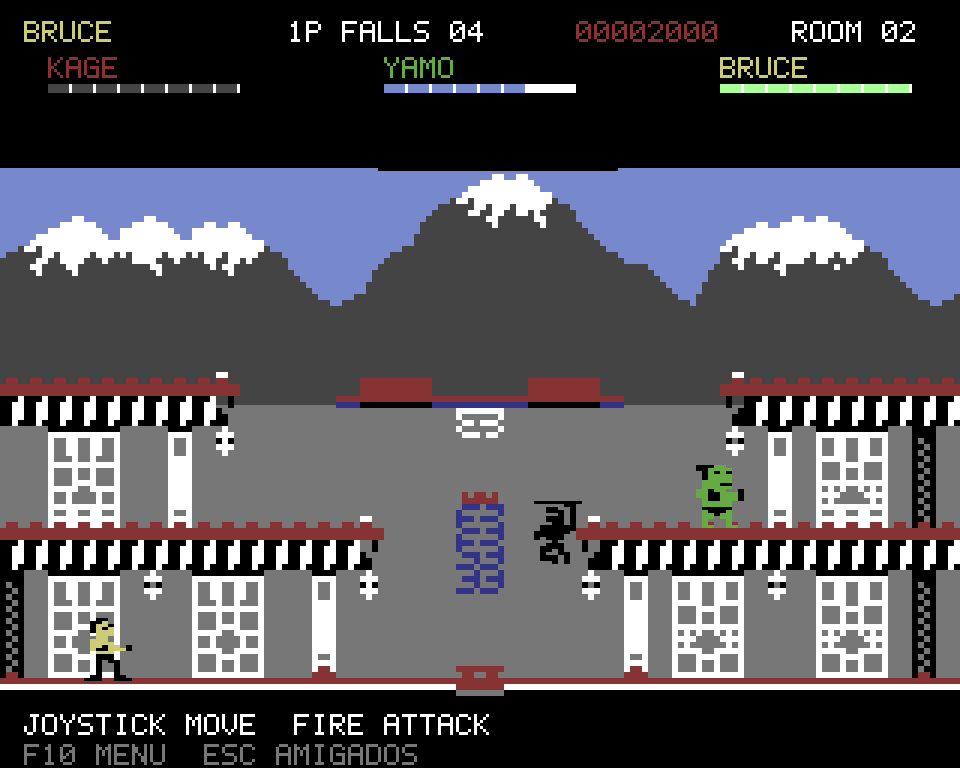 BRUCE 1P FALLS 04 00002000 ROOM 02
KAGE YAMO BRUCE
JOYSTICK MOVE FIRE ATTACK
F10 MENU ESC AMIGADOS